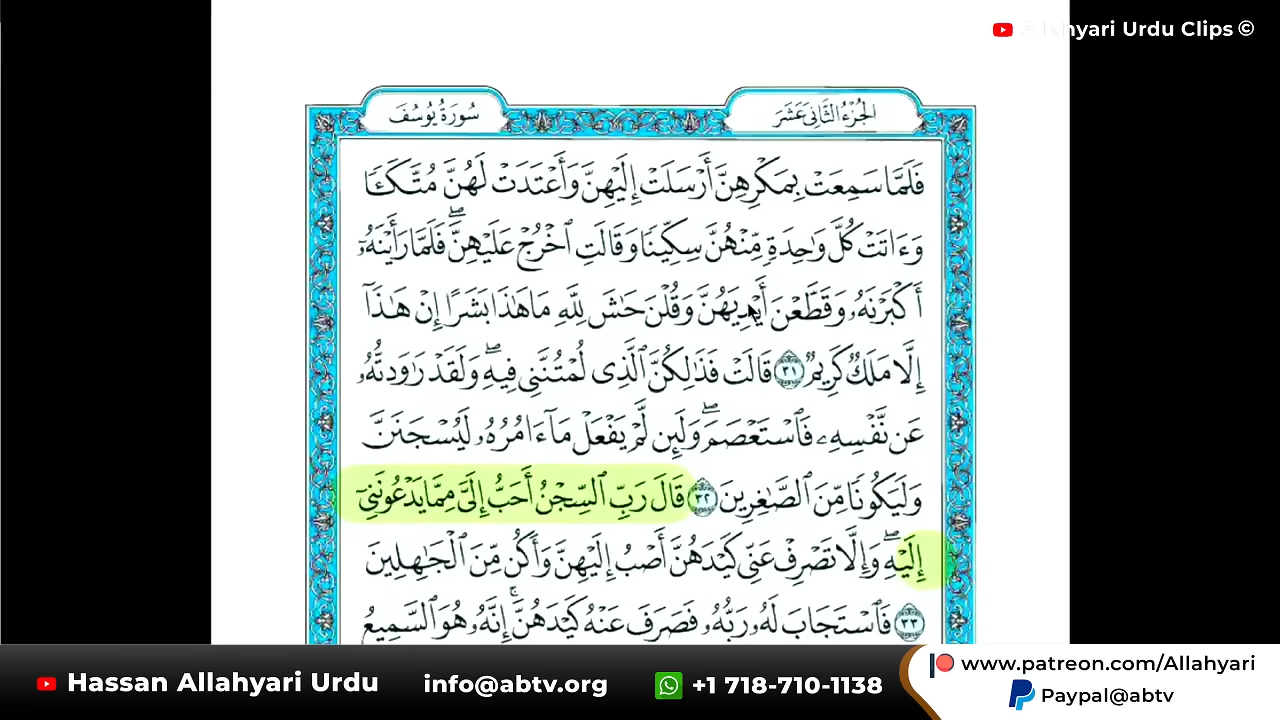 Allahyari Urdu Clips ©
سُورَةُ يُوسُفَ
الجُزْءُ الثَّانِى عَشَرَ
فَلَمَّا سَمِعَتْ بِمَكْرِهِنَّ أَرْسَلَتْ إِلَيْهِنَّ وَأَعْتَدَتْ لَهُنَّ مُتَّكَـًٔا
وَءَاتَتْ كُلَّ وَٰحِدَةٍ مِّنْهُنَّ سِكِّينًا وَقَالَتِ ٱخْرُجْ عَلَيْهِنَّ ۖ فَلَمَّا رَأَيْنَهُۥٓ
أَكْبَرْنَهُۥ وَقَطَّعْنَ أَيْدِيَهُنَّ وَقُلْنَ حَٰشَ لِلَّهِ مَا هَٰذَا بَشَرًا إِنْ هَٰذَآ
إِلَّا مَلَكٌ كَرِيمٌ ٣١ قَالَتْ فَذَٰلِكُنَّ ٱلَّذِى لُمْتُنَّنِى فِيهِ ۖ وَلَقَدْ رَٰوَدتُّهُۥ
عَن نَّفْسِهِۦ فَٱسْتَعْصَمَ ۖ وَلَئِن لَّمْ يَفْعَلْ مَآ ءَامُرُهُۥ لَيُسْجَنَنَّ
وَلَيَكُونًا مِّنَ ٱلصَّٰغِرِينَ ٣٢ قَالَ رَبِّ ٱلسِّجْنُ أَحَبُّ إِلَىَّ مِمَّا يَدْعُونَنِىٓ
إِلَيْهِ ۖ وَإِلَّا تَصْرِفْ عَنِّى كَيْدَهُنَّ أَصْبُ إِلَيْهِنَّ وَأَكُن مِّنَ ٱلْجَٰهِلِينَ
٣٣ فَٱسْتَجَابَ لَهُۥ رَبُّهُۥ فَصَرَفَ عَنْهُ كَيْدَهُنَّ ۚ إِنَّهُۥ هُوَ ٱلسَّمِيعُ
Hassan Allahyari Urdu
info@abtv.org
+1 718-710-1138
www.patreon.com/Allahyari
Paypal@abtv